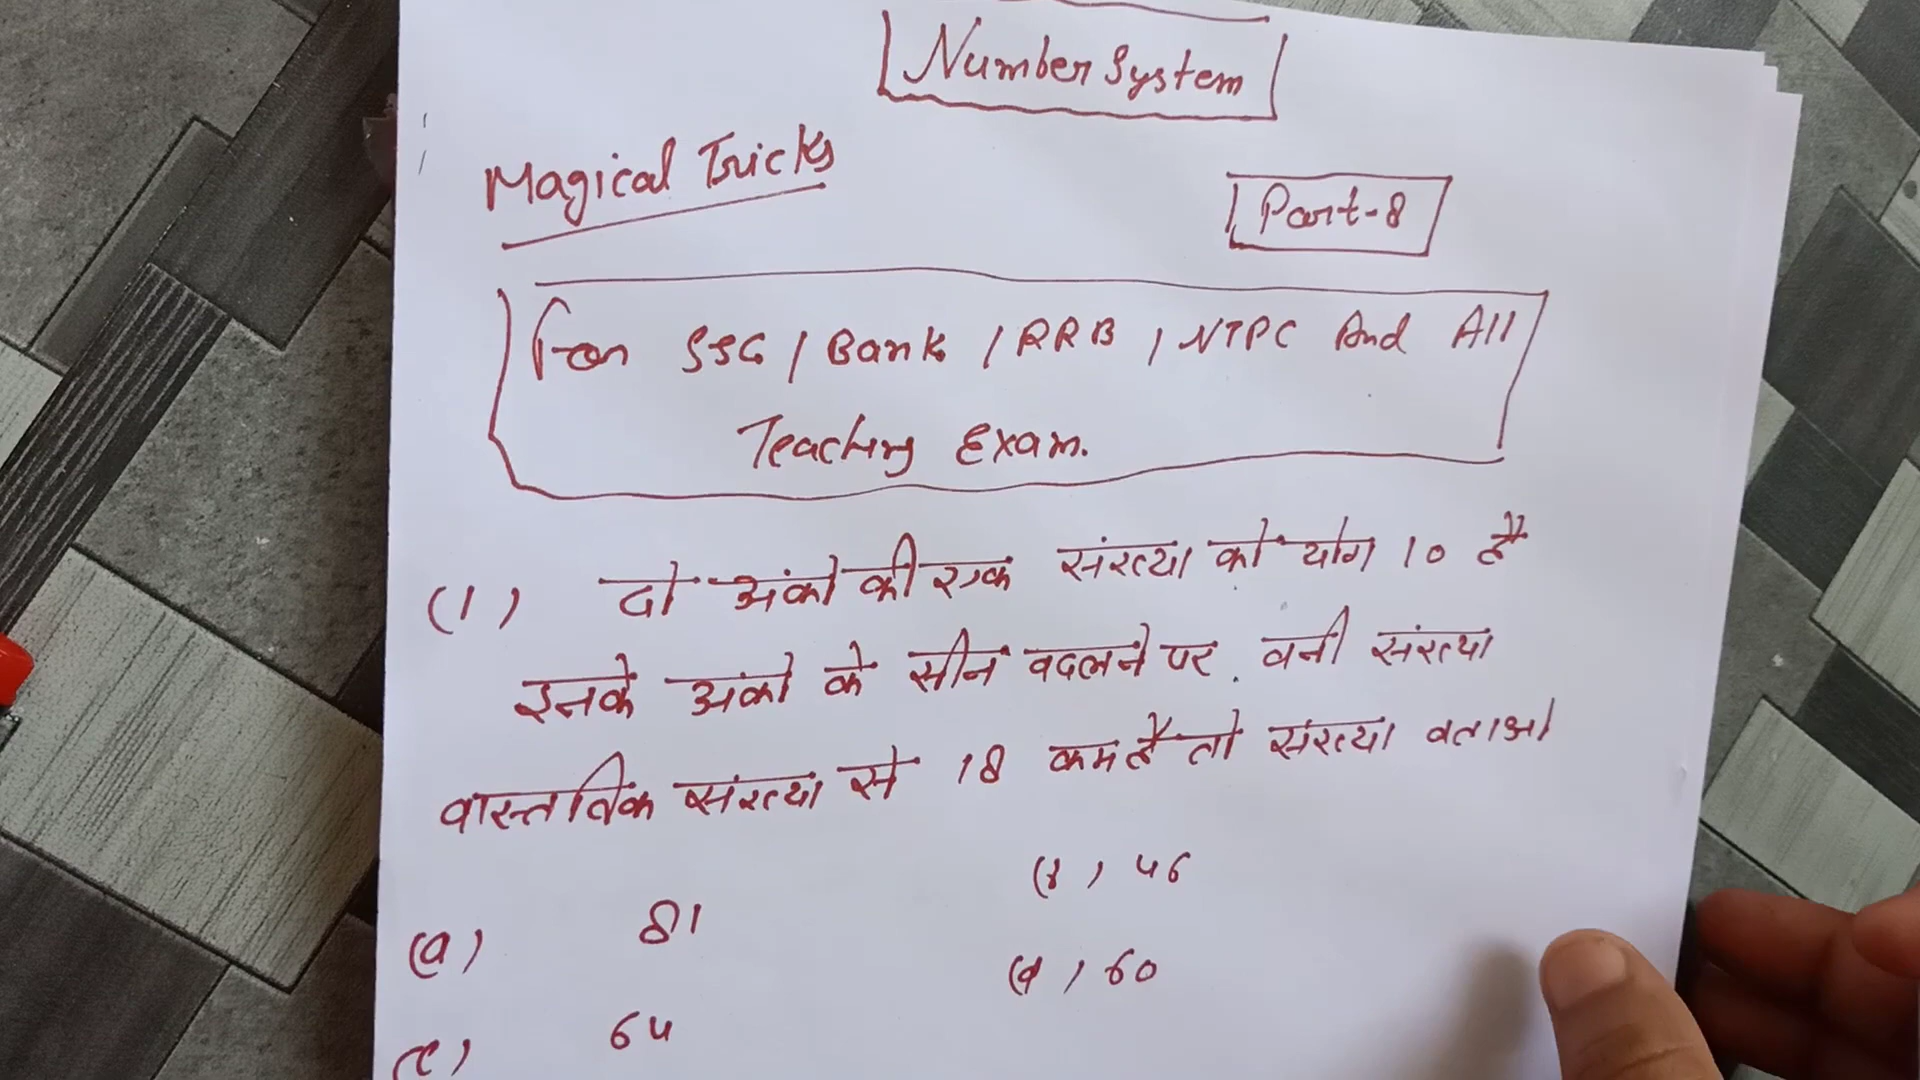 Number System
Magical Tricks
Part-8
For SSC / Bank / RRB / NTPC And All
Teaching Exam.
(1) दो अंको की एक संख्या को योग 10 है
इनके अंको के सीन बदलने पर बनी संख्या
वास्तविक संख्या से 18 कम है तो संख्या बताओ
(a) 81
(b) 46
(c) 64
(d) 60